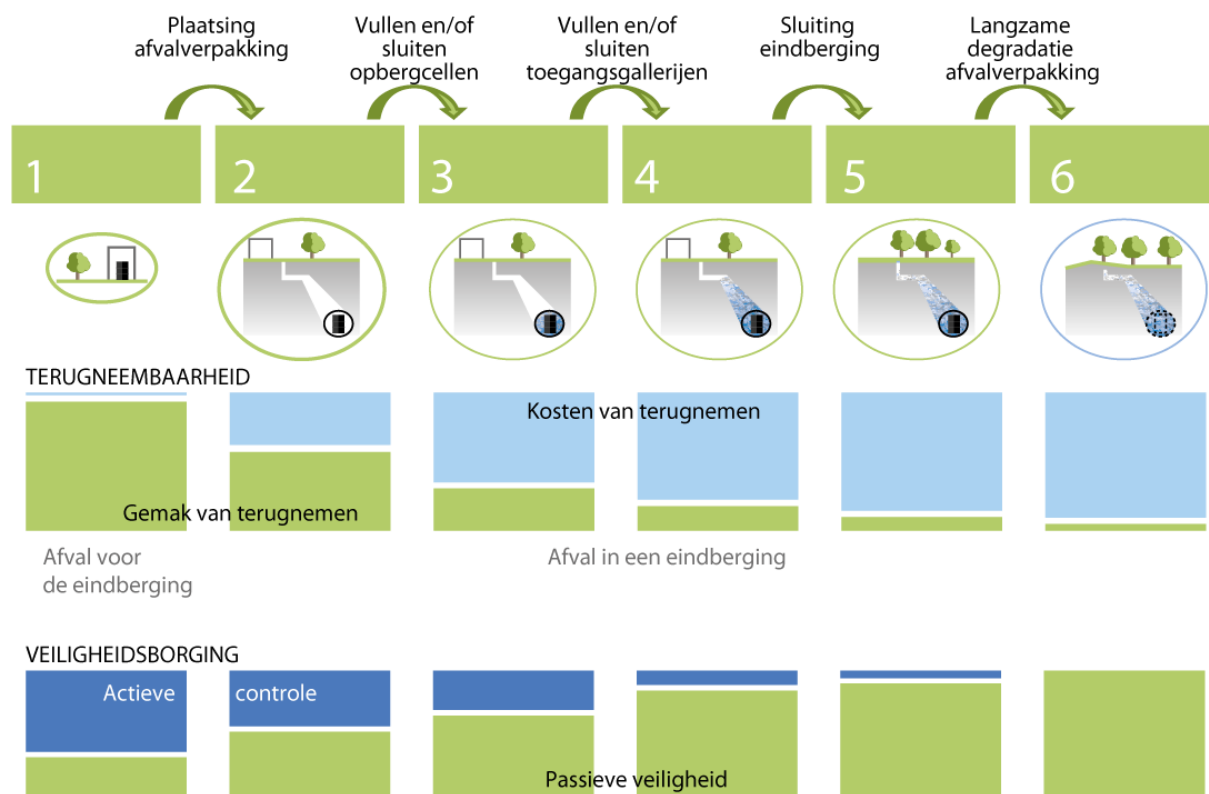 Plaatsing
afvalverpakking
Vullen en/of
sluiten
opbergcellen
Vullen en/of
sluiten
toegangsgallerijen
Sluiting
eindberging
Langzame
degradatie
afvalverpakking
1
2
3
4
5
6
TERUGNEEMBAARHEID
Kosten van terugnemen
Gemak van terugnemen
Afval voor
de eindberging
Afval in een eindberging
VEILIGHEIDSBORGING
Actieve controle
Passieve veiligheid